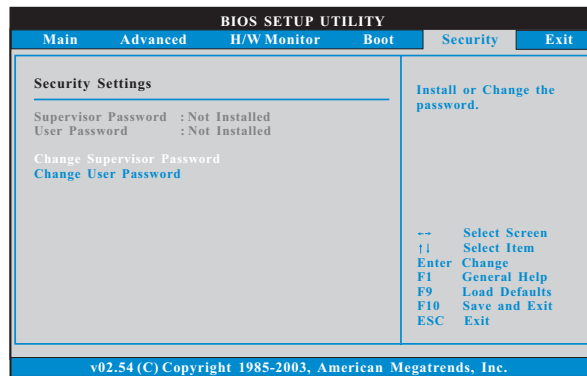 BIOS SETUP UTILITY
Main Advanced H/W Monitor Boot Security Exit
Security Settings
Supervisor Password : Not Installed
User Password : Not Installed
Change Supervisor Password
Change User Password
Install or Change the
password.
←→ Select Screen
↑↓ Select Item
Enter Change
F1 General Help
F9 Load Defaults
F10 Save and Exit
ESC Exit
v02.54 (C) Copyright 1985-2003, American Megatrends, Inc.